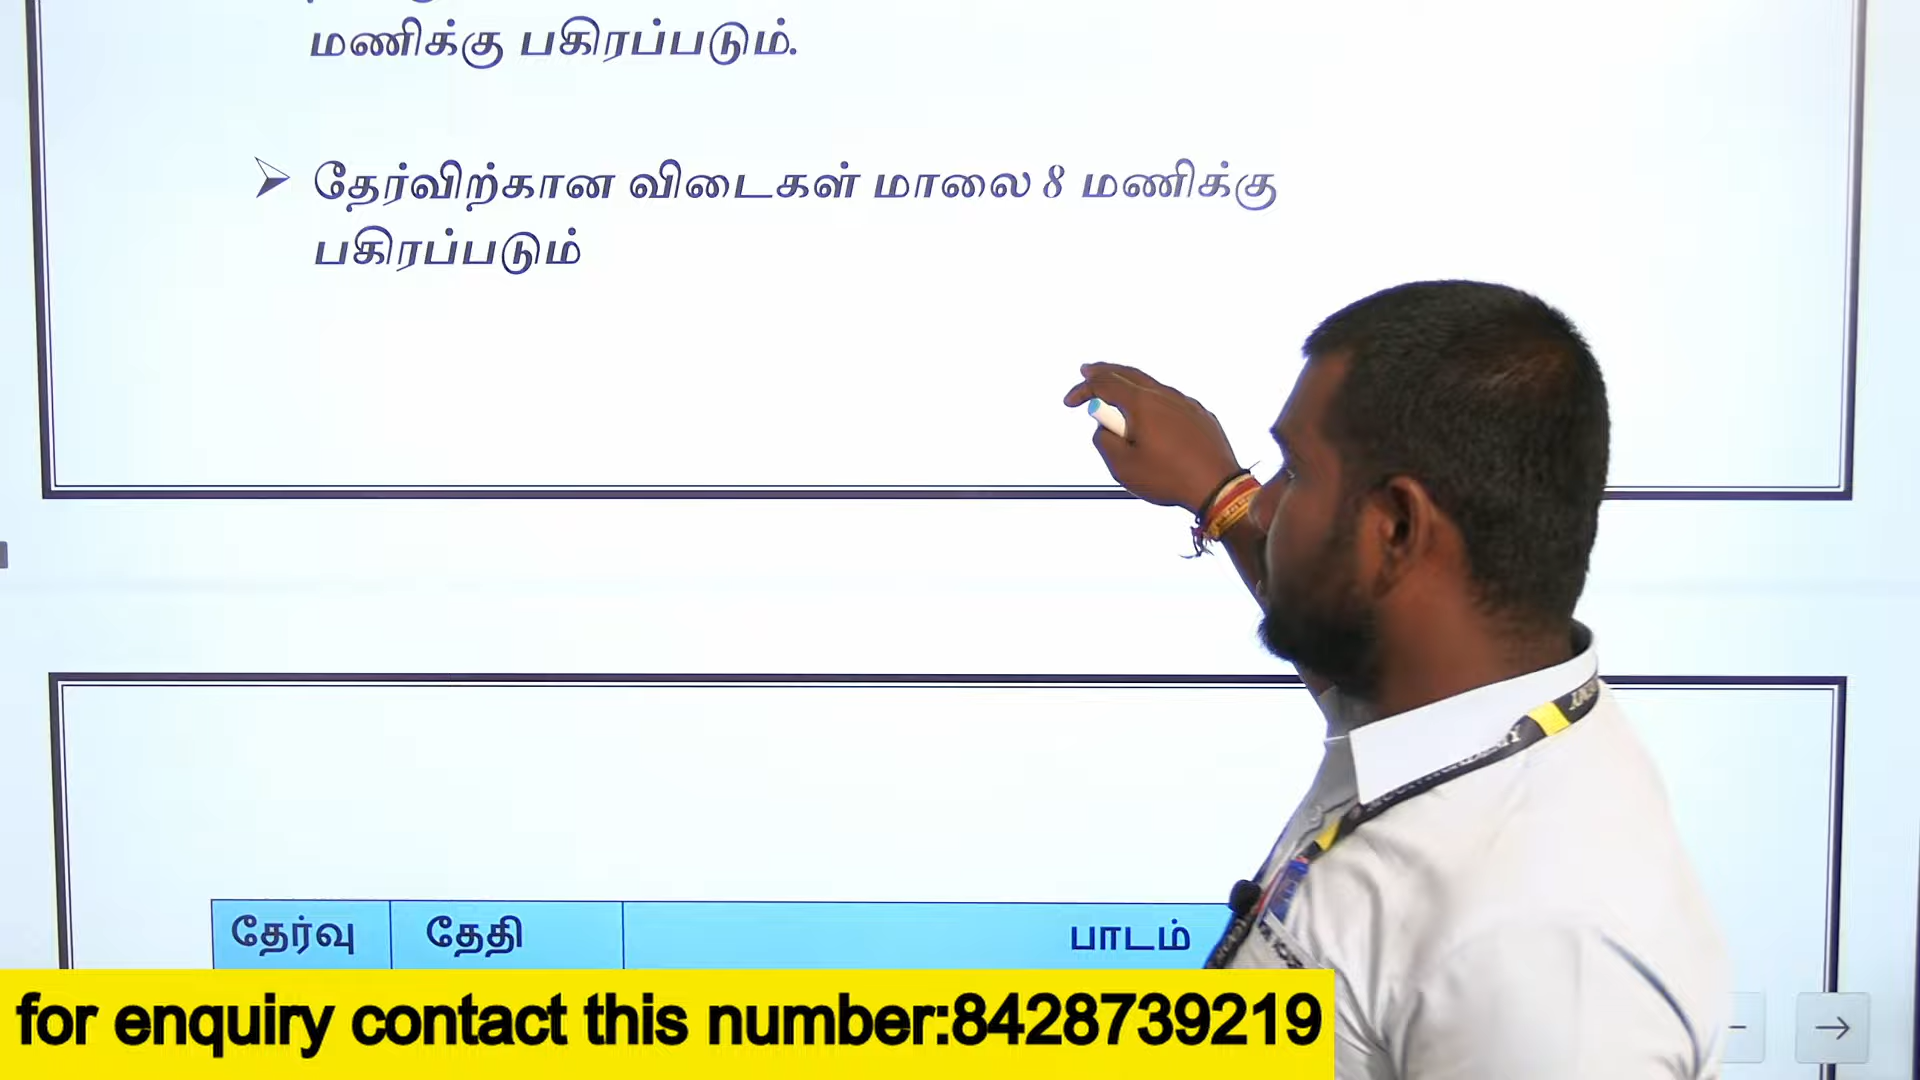 மணிக்கு பகிரப்படும்.
➢ தேர்விற்கான விடைகள் மாலை 8 மணிக்கு
பகிரப்படும்
தேர்வு தேதி பாடம்
for enquiry contact this number:8428739219